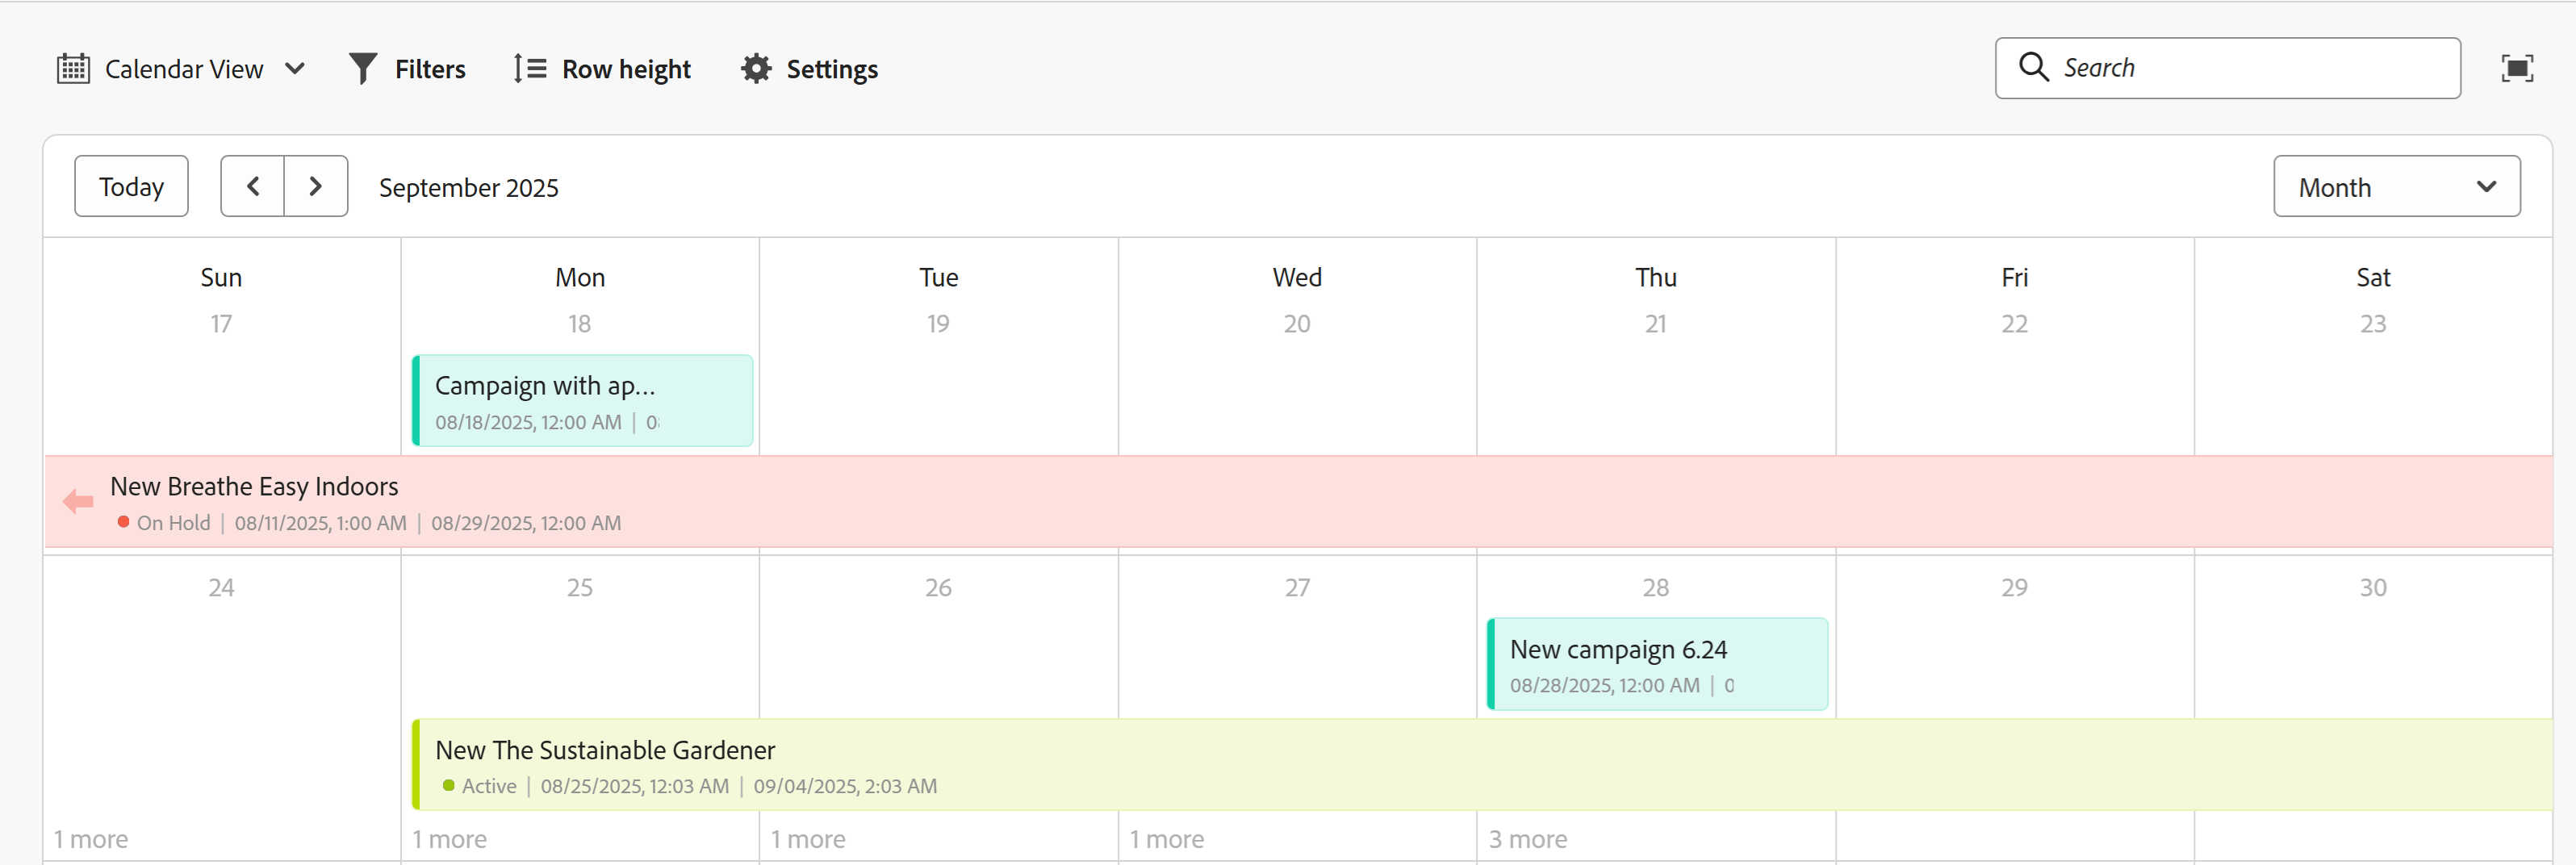 Calendar View Filters Row height Settings Search
Today September 2025 Month
Sun Mon Tue Wed Thu Fri Sat
17 18 19 20 21 22 23
Campaign with ap...
08/18/2025, 12:00 AM | 0
New Breathe Easy Indoors
On Hold | 08/11/2025, 1:00 AM | 08/29/2025, 12:00 AM
24 25 26 27 28 29 30
New campaign 6.24
08/28/2025, 12:00 AM | 0
New The Sustainable Gardener
Active | 08/25/2025, 12:03 AM | 09/04/2025, 2:03 AM
1 more 1 more 1 more 1 more 3 more